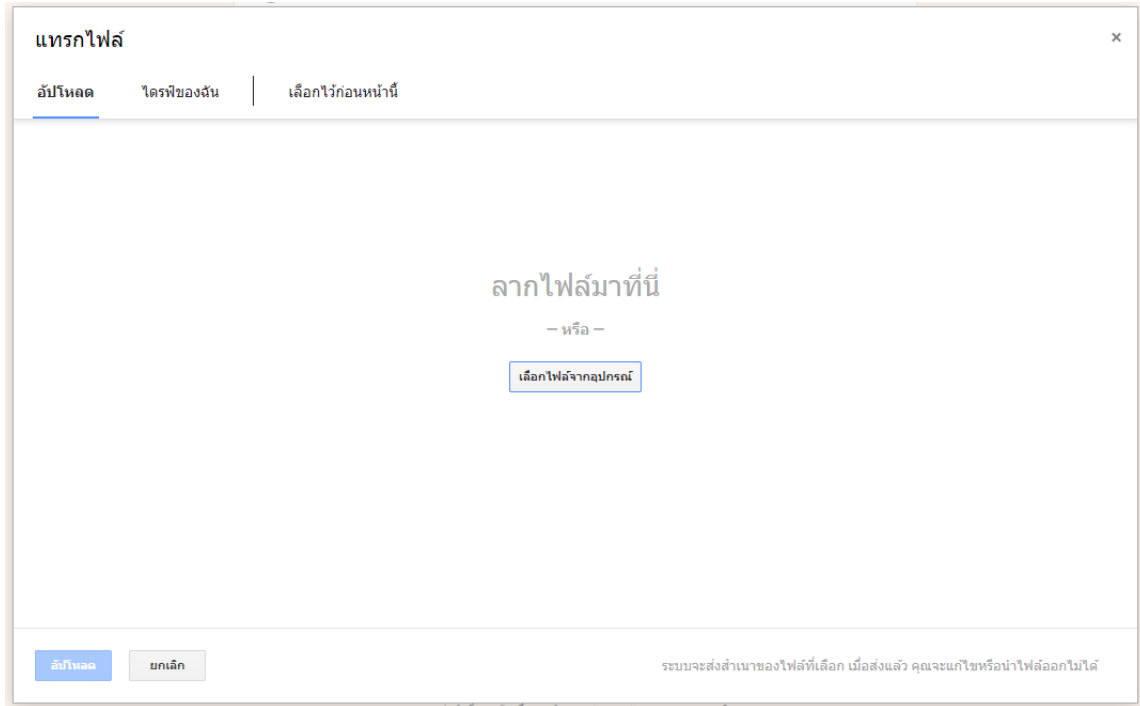 แทรกไฟล์
×
อัปโหลด ไดรฟ์ของฉัน เลือกไว้ก่อนหน้านี้
ลากไฟล์มาที่นี่
– หรือ –
เลือกไฟล์จากอุปกรณ์
อัปโหลด ยกเลิก ระบบจะส่งสำเนาของไฟล์ที่เลือก เมื่อส่งแล้ว คุณจะแก้ไขหรือนำไฟล์ออกไม่ได้